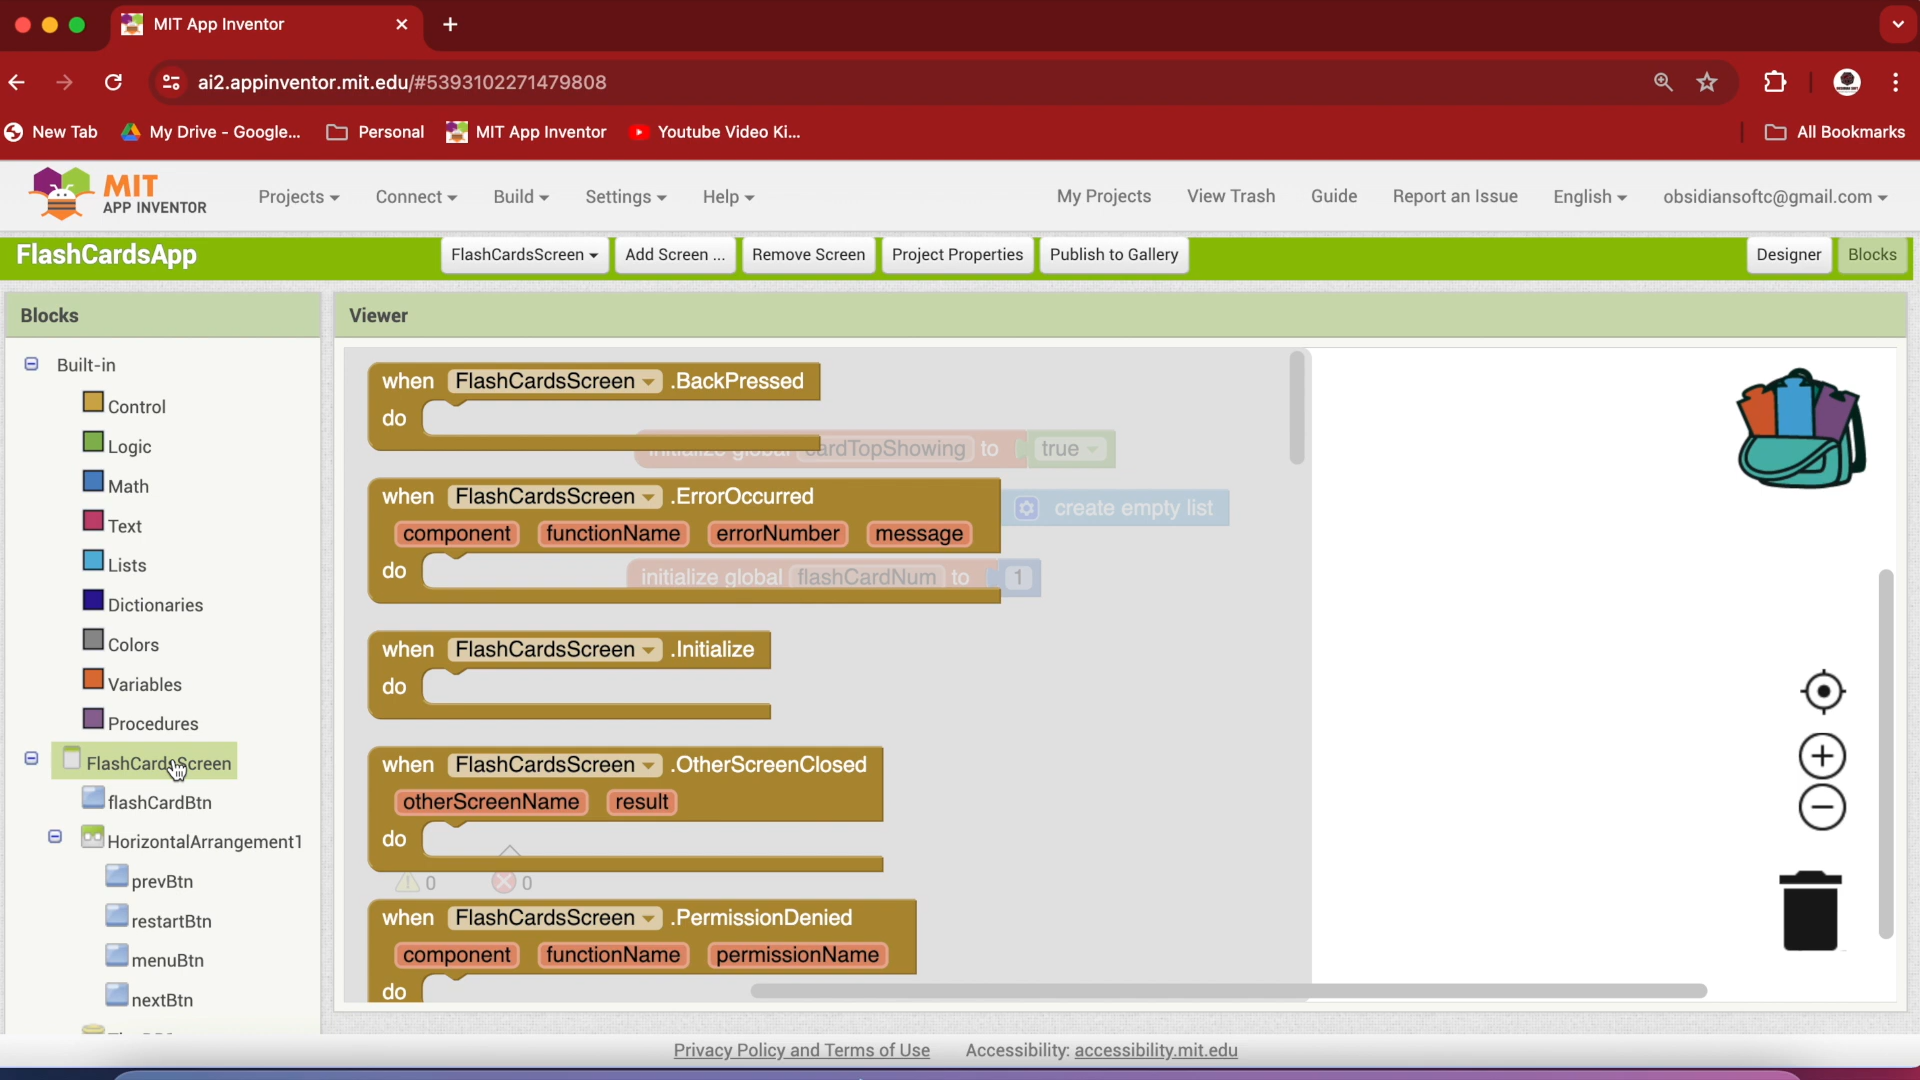 MIT App Inventor
ai2.appinventor.mit.edu/#5393102271479808
New Tab My Drive - Google... Personal MIT App Inventor Youtube Video Ki... All Bookmarks
MIT APP INVENTOR Projects Connect Build Settings Help My Projects View Trash Guide Report an Issue English obsidiansoftc@gmail.com
FlashCardsApp FlashCardsScreen Add Screen ... Remove Screen Project Properties Publish to Gallery Designer Blocks
Blocks Viewer
Built-in
Control
Logic
Math
Text
Lists
Dictionaries
Colors
Variables
Procedures
FlashCardsScreen
flashCardBtn
HorizontalArrangement1
prevBtn
restartBtn
menuBtn
nextBtn
when FlashCardsScreen .BackPressed
do
initialize global cardTopShowing to true
when FlashCardsScreen .ErrorOccurred
create empty list
component functionName errorNumber message
do
initialize global flashCardNum to 1
when FlashCardsScreen .Initialize
do
when FlashCardsScreen .OtherScreenClosed
otherScreenName result
do
0 0
when FlashCardsScreen .PermissionDenied
component functionName permissionName
do
Privacy Policy and Terms of Use Accessibility: accessibility.mit.edu